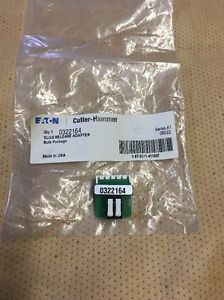 EATON Cutler-Hammer
Qty. 1 0322164 Series A1
SLUG RELEASE ADAPTER
Bulk Package
Made in USA
0322164